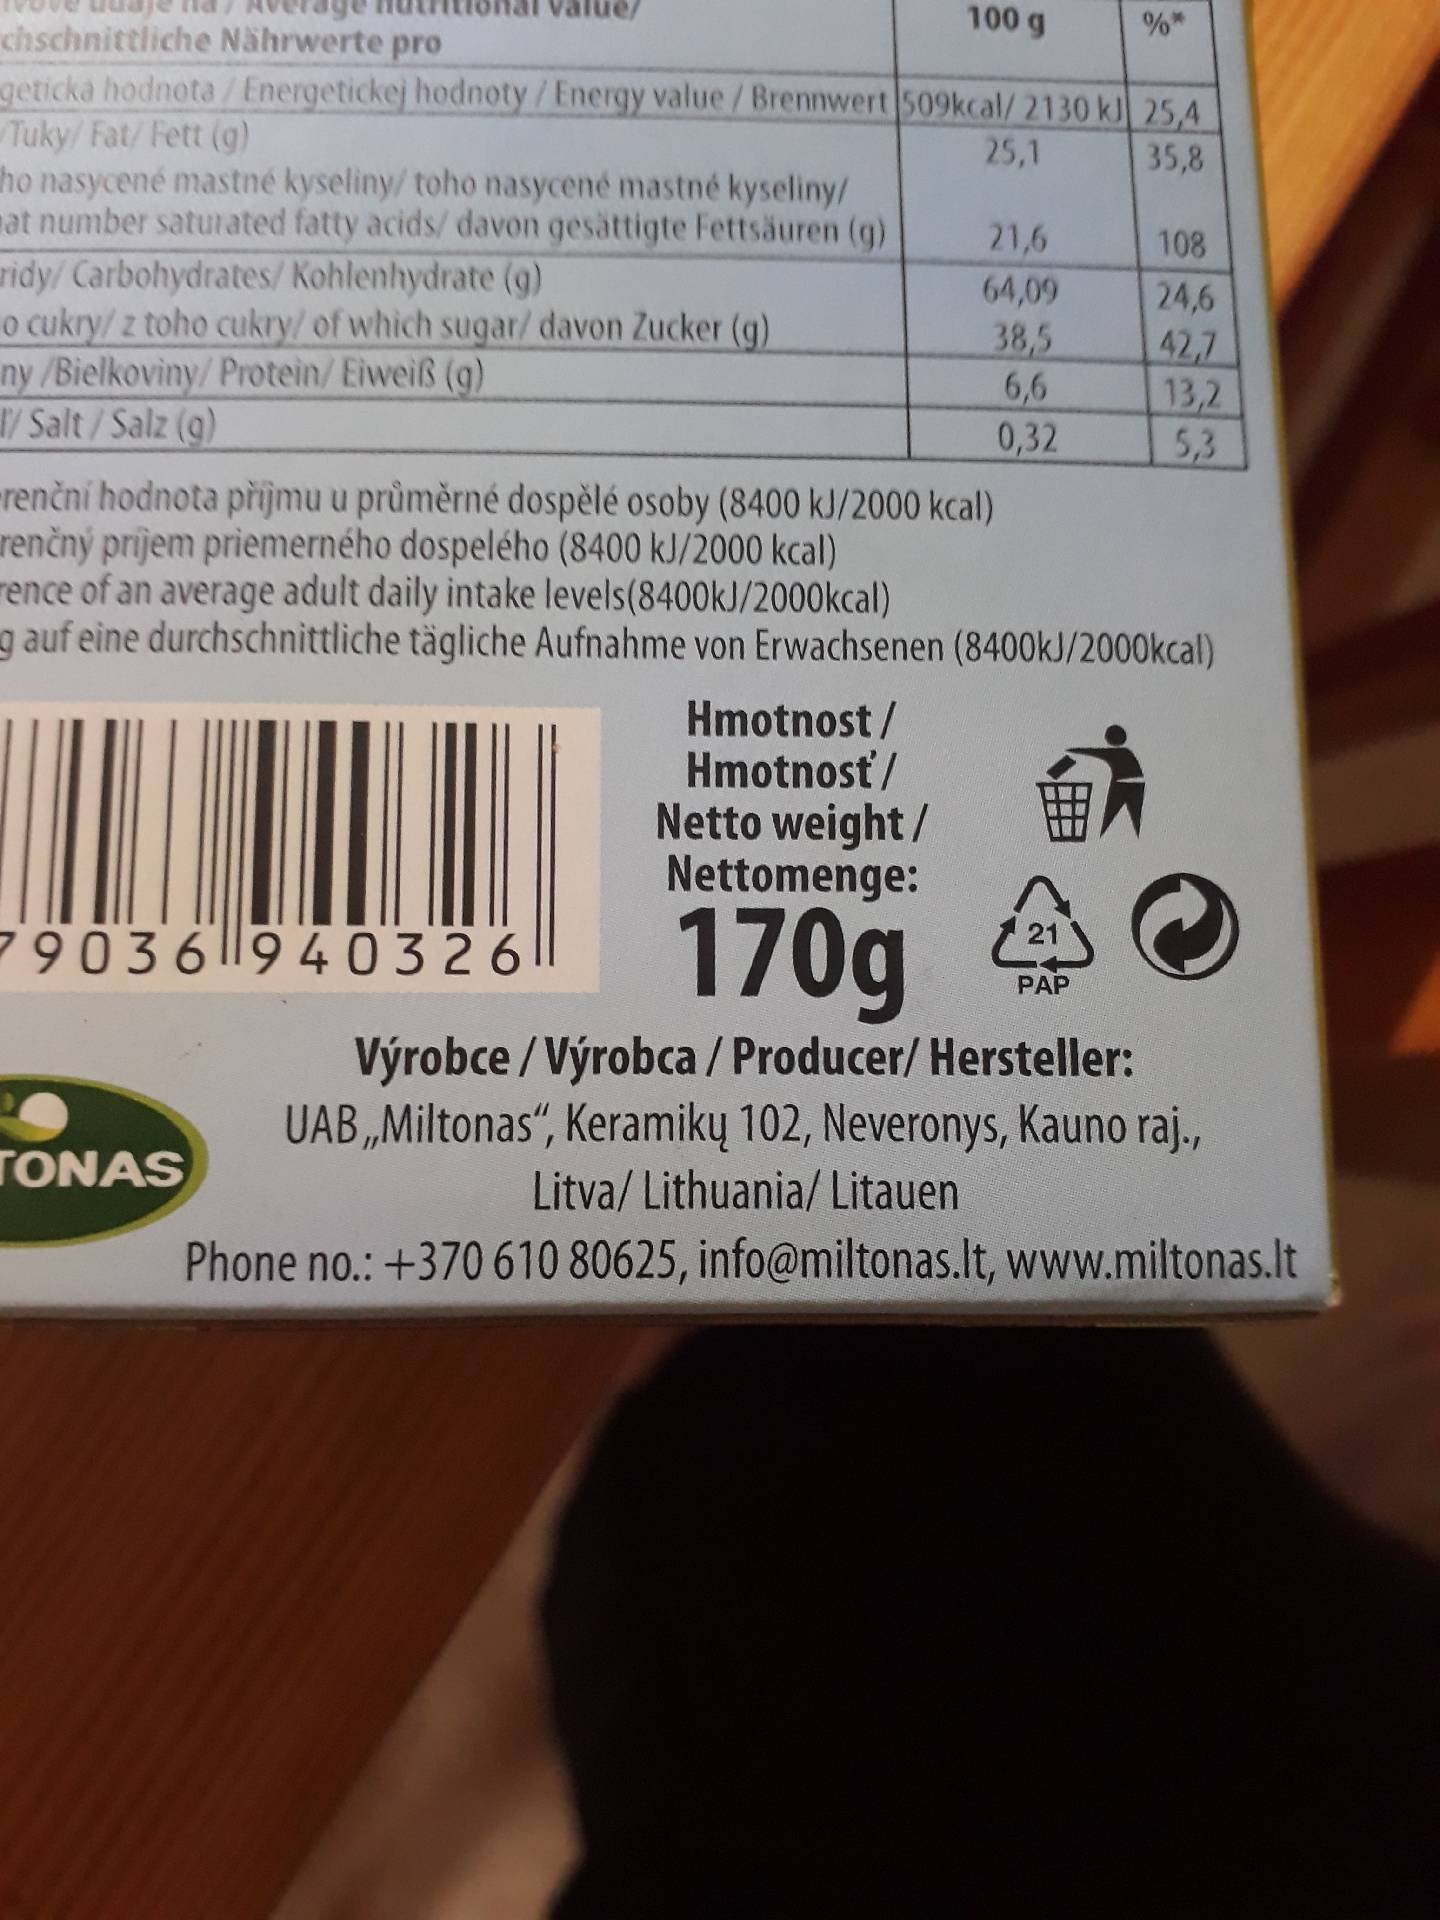 Average nutritional value/
chschnittliche Nährwerte pro 100 g %*
getická hodnota / Energetickej hodnoty / Energy value / Brennwert 509kcal/ 2130 kJ 25,4
/Tuky/ Fat/ Fett (g) 25,1 35,8
ho nasycené mastné kyseliny/ toho nasycené mastné kyseliny/
at number saturated fatty acids/ davon gesättigte Fettsäuren (g) 21,6 108
ridy/ Carbohydrates/ Kohlenhydrate (g) 64,09 24,6
o cukry/ z toho cukry/ of which sugar/ davon Zucker (g) 38,5 42,7
ny /Bielkoviny/ Protein/ Eiweiß (g) 6,6 13,2
ľ/ Salt / Salz (g) 0,32 5,3
renční hodnota příjmu u průměrné dospělé osoby (8400 kJ/2000 kcal)
renčný príjem priemerného dospelého (8400 kJ/2000 kcal)
rence of an average adult daily intake levels(8400kJ/2000kcal)
g auf eine durchschnittliche tägliche Aufnahme von Erwachsenen (8400kJ/2000kcal)
Hmotnost /
Hmotnosť /
Netto weight /
Nettomenge:
170g
79036 940326
21
PAP
Výrobce / Výrobca / Producer/ Hersteller:
UAB „Miltonas“, Keramikų 102, Neveronys, Kauno raj.,
TONAS
Litva/ Lithuania/ Litauen
Phone no.: +370 610 80625, info@miltonas.lt, www.miltonas.lt